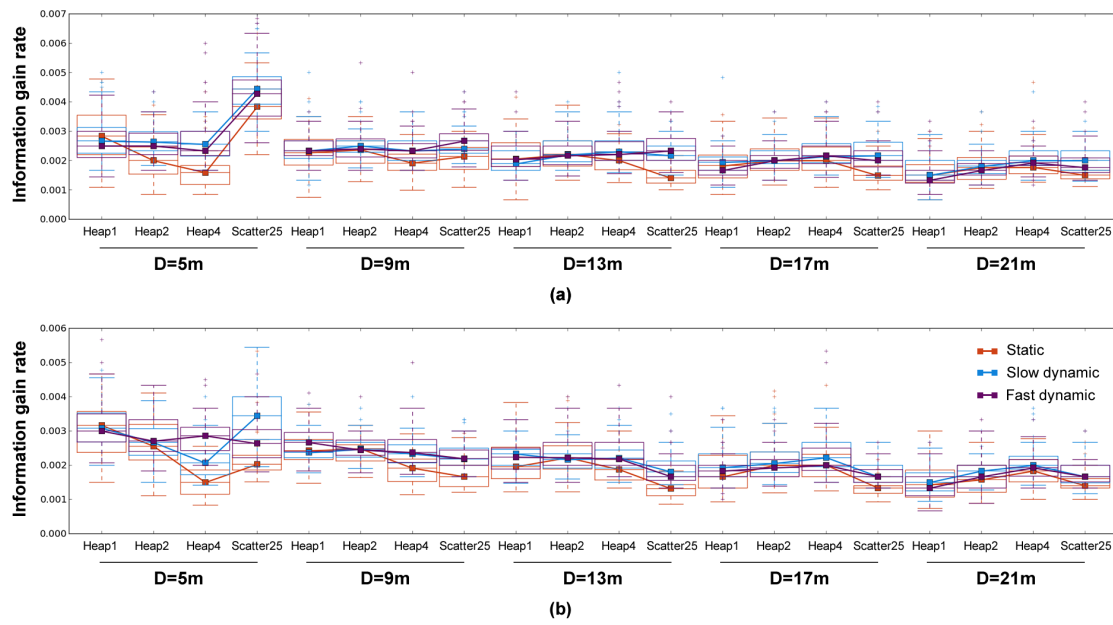 Information gain rate
0.007
0.006
0.005
0.004
0.003
0.002
0.001
0.000
Heap1 Heap2 Heap4 Scatter25 Heap1 Heap2 Heap4 Scatter25 Heap1 Heap2 Heap4 Scatter25 Heap1 Heap2 Heap4 Scatter25 Heap1 Heap2 Heap4 Scatter25
D=5m D=9m D=13m D=17m D=21m
(a)
Information gain rate
0.006
0.005
0.004
0.003
0.002
0.001
0.000
Static
Slow dynamic
Fast dynamic
Heap1 Heap2 Heap4 Scatter25 Heap1 Heap2 Heap4 Scatter25 Heap1 Heap2 Heap4 Scatter25 Heap1 Heap2 Heap4 Scatter25 Heap1 Heap2 Heap4 Scatter25
D=5m D=9m D=13m D=17m D=21m
(b)